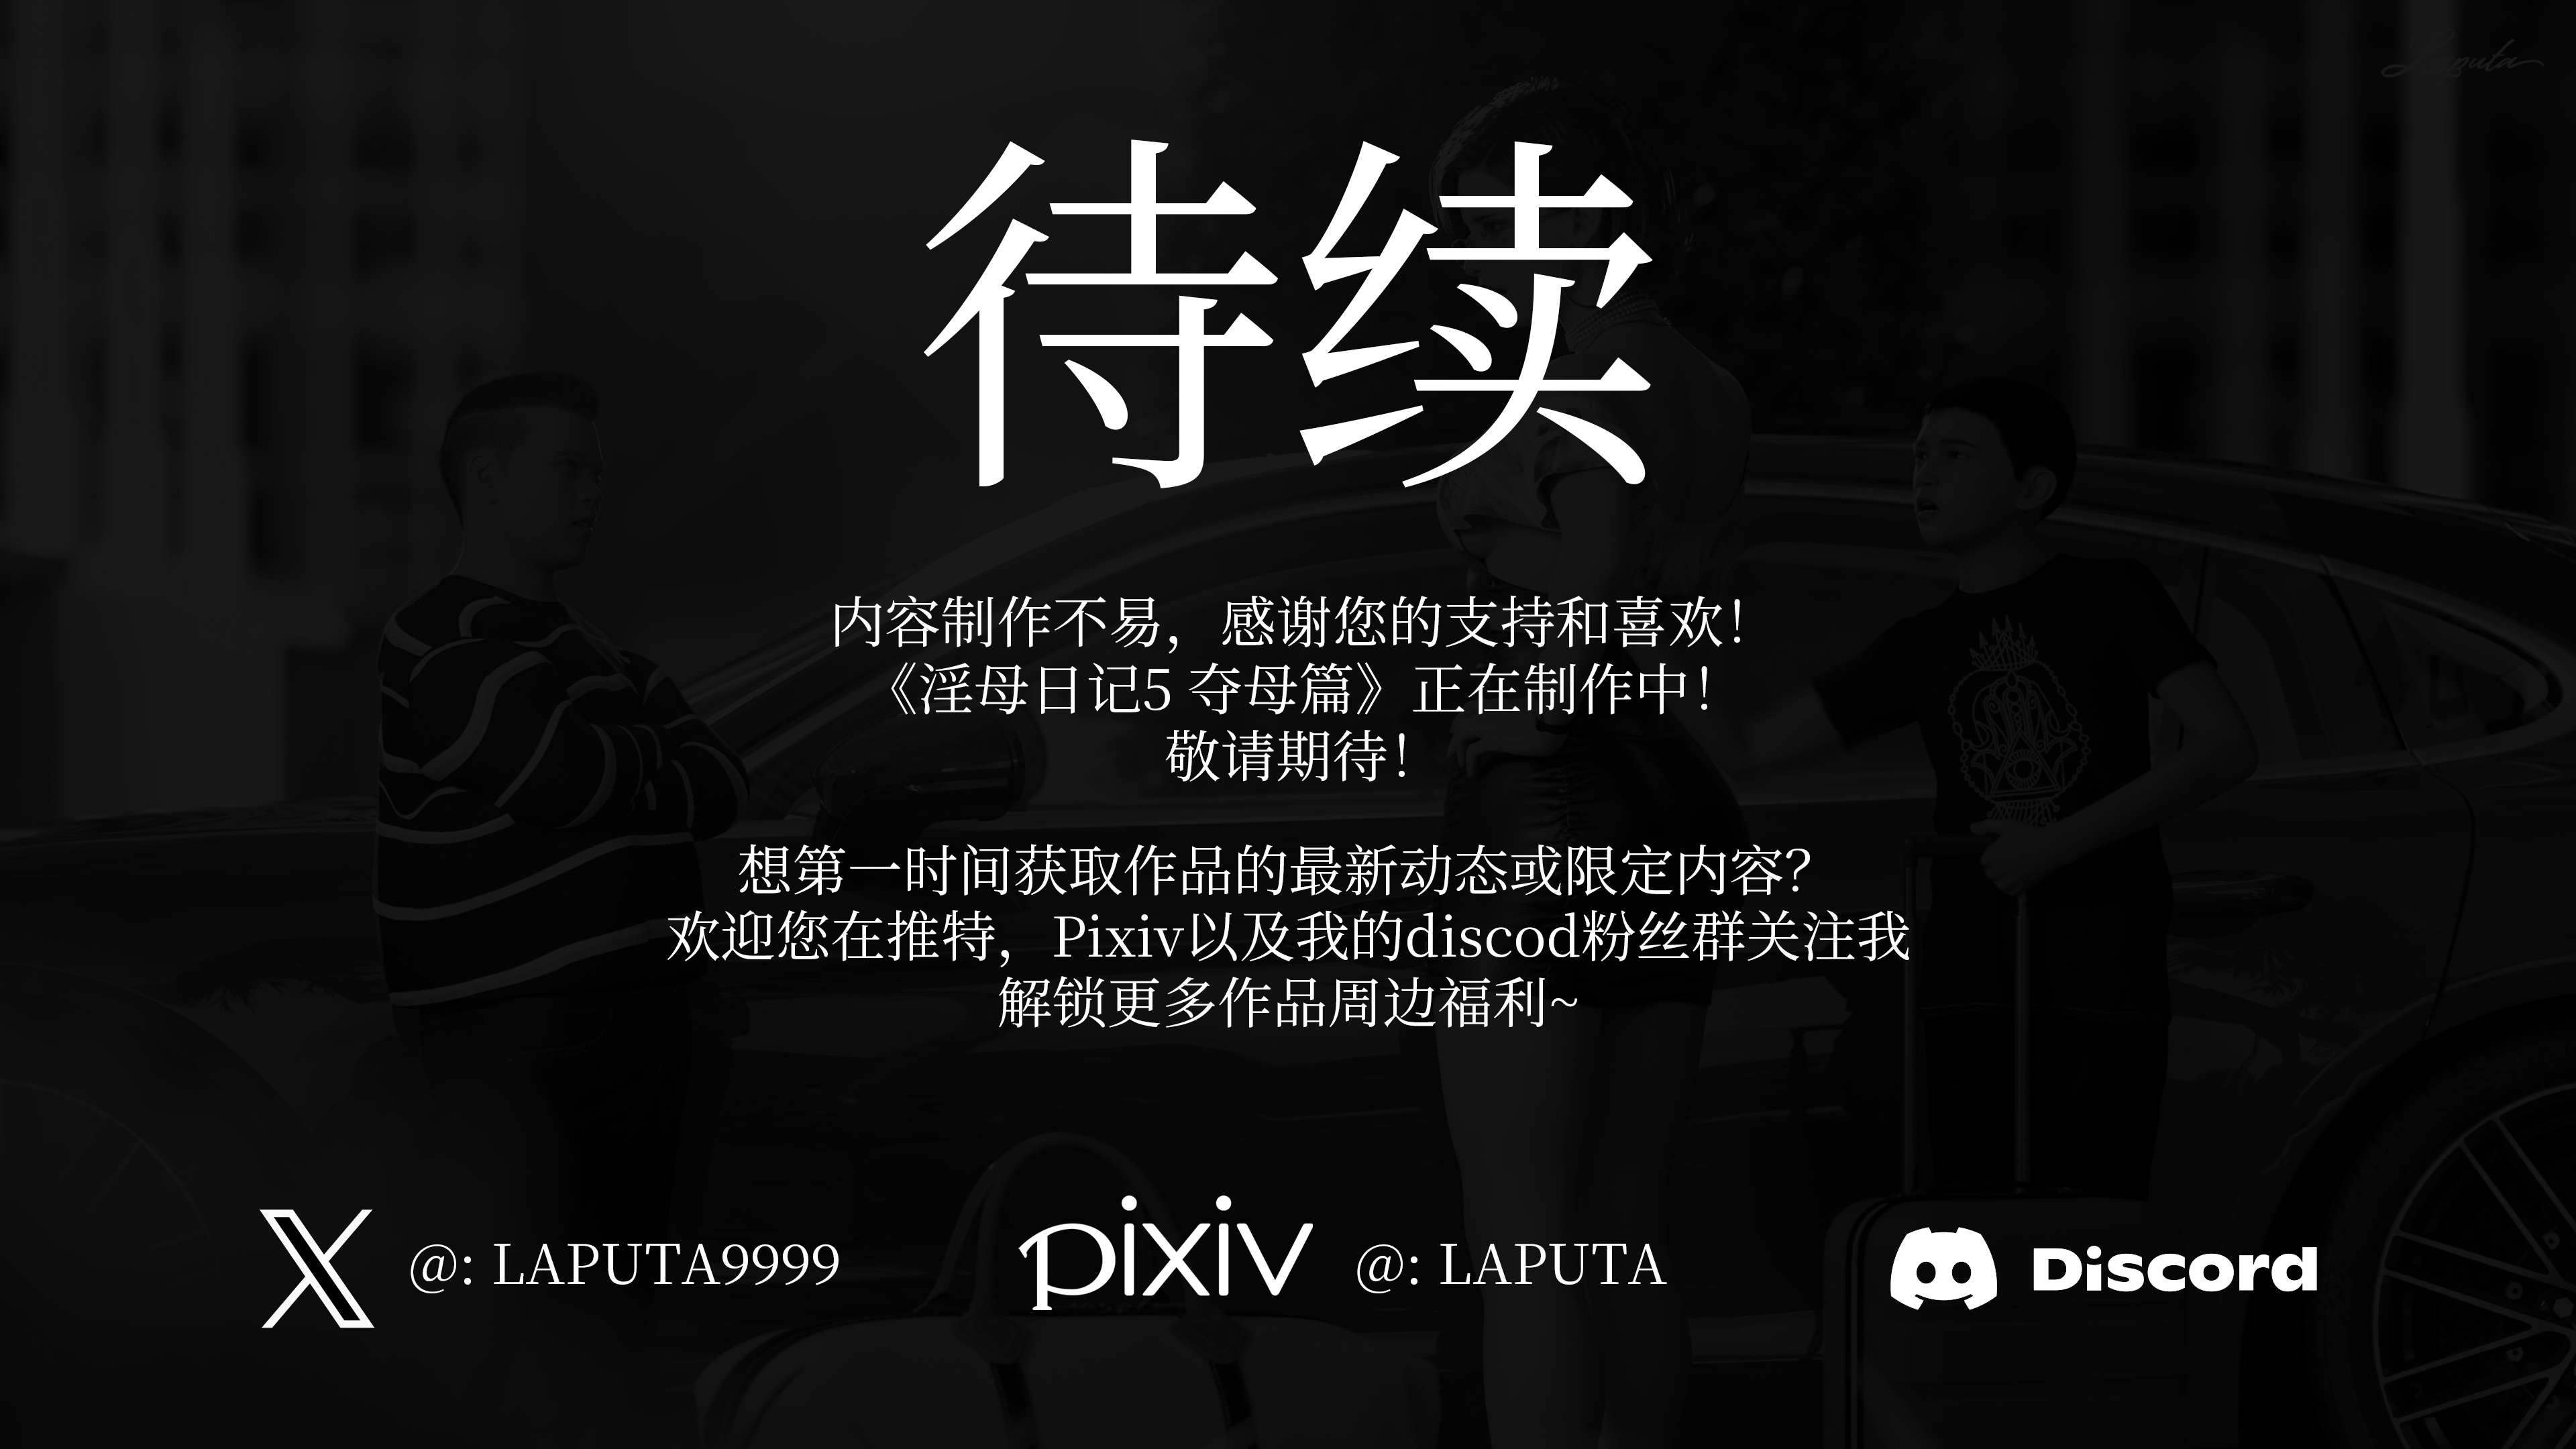 Laputa
待续
内容制作不易，感谢您的支持和喜欢！
《淫母日记5 夺母篇》正在制作中！
敬请期待！
想第一时间获取作品的最新动态或限定内容？
欢迎您在推特，Pixiv以及我的discod粉丝群关注我
解锁更多作品周边福利~
@: LAPUTA9999
pixiv
@: LAPUTA
Discord